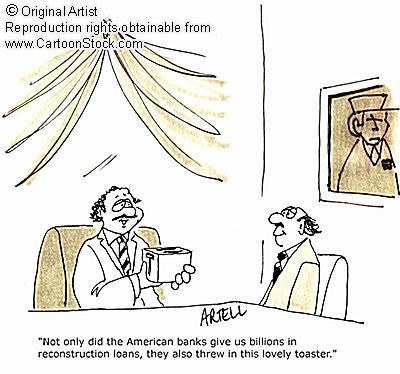 © Original Artist
Reproduction rights obtainable from
www.CartoonStock.com
ARTELL
"Not only did the American banks give us billions in
reconstruction loans, they also threw in this lovely toaster."